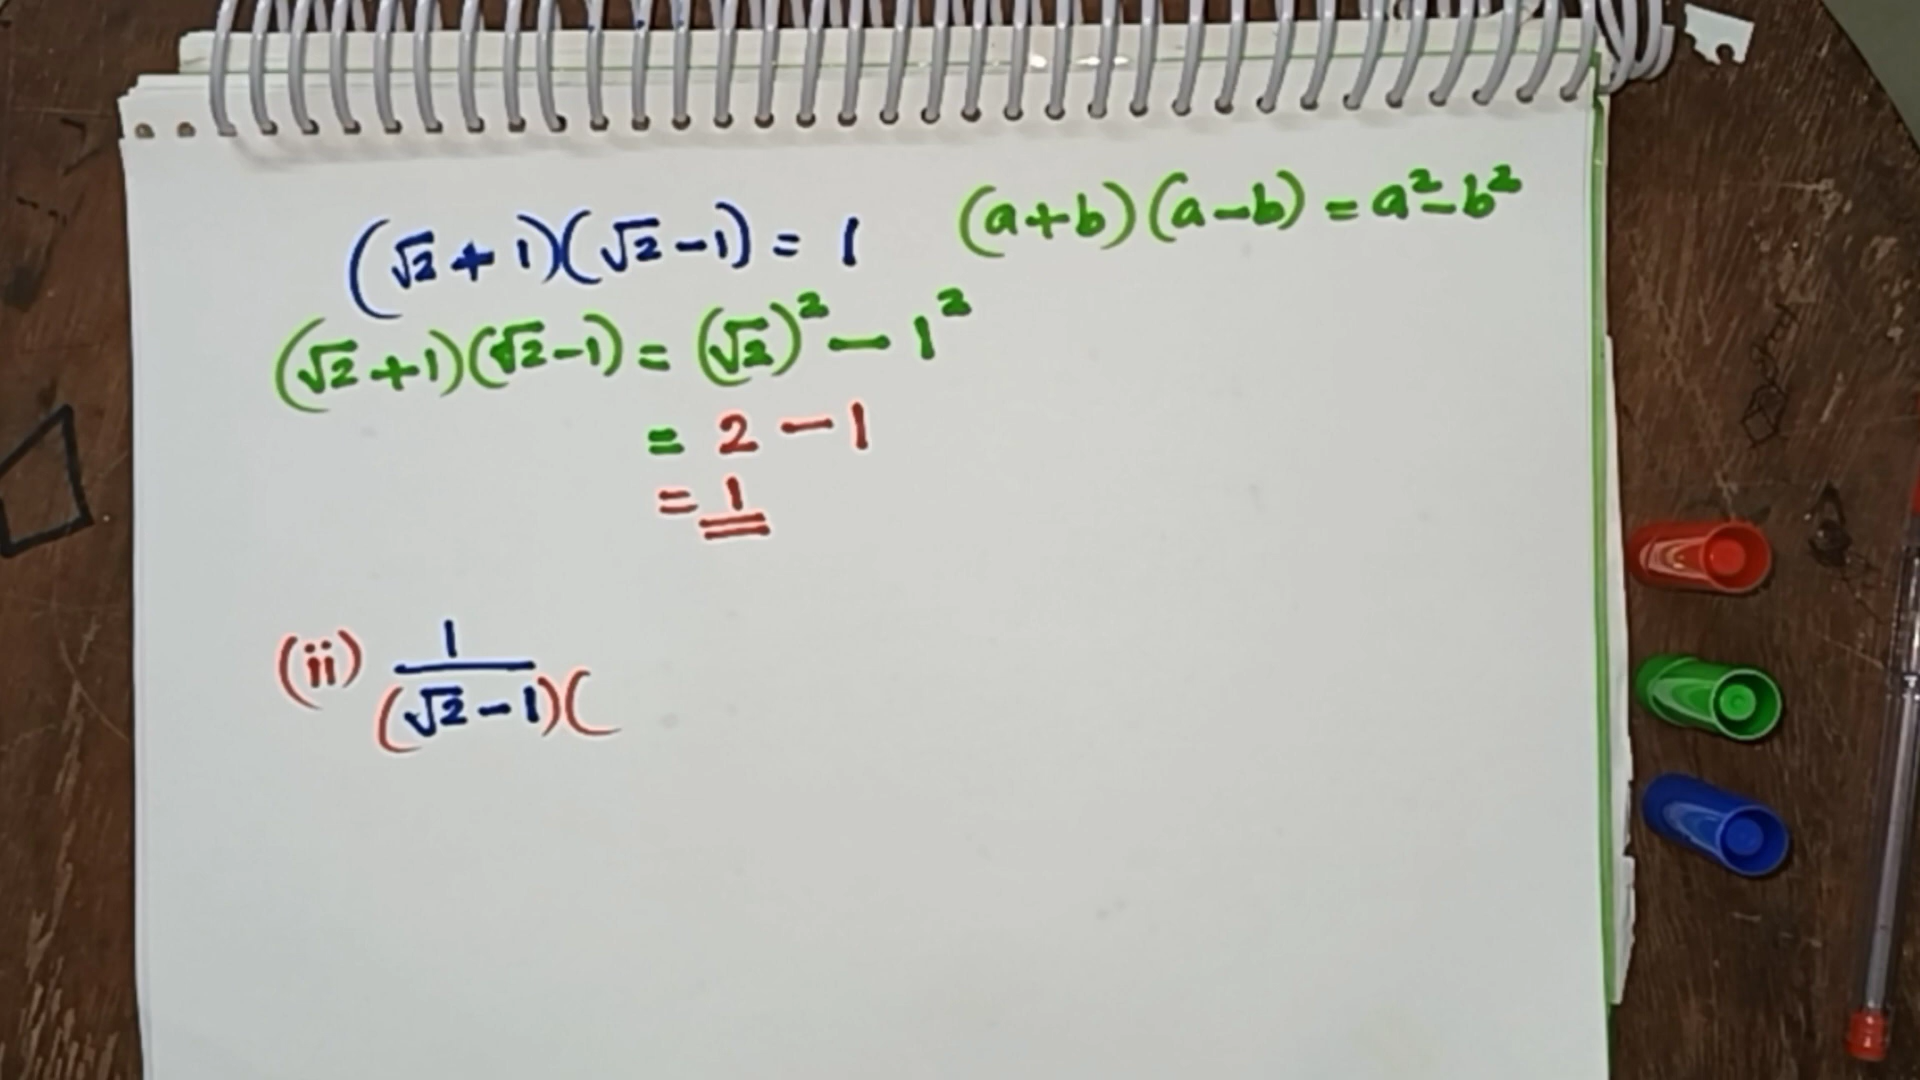 (√2 + 1)(√2 - 1) = 1
(a + b)(a - b) = a² - b²
(√2 + 1)(√2 - 1) = (√2)² - 1²
= 2 - 1
= 1
(ii) 1/(√2 - 1)(